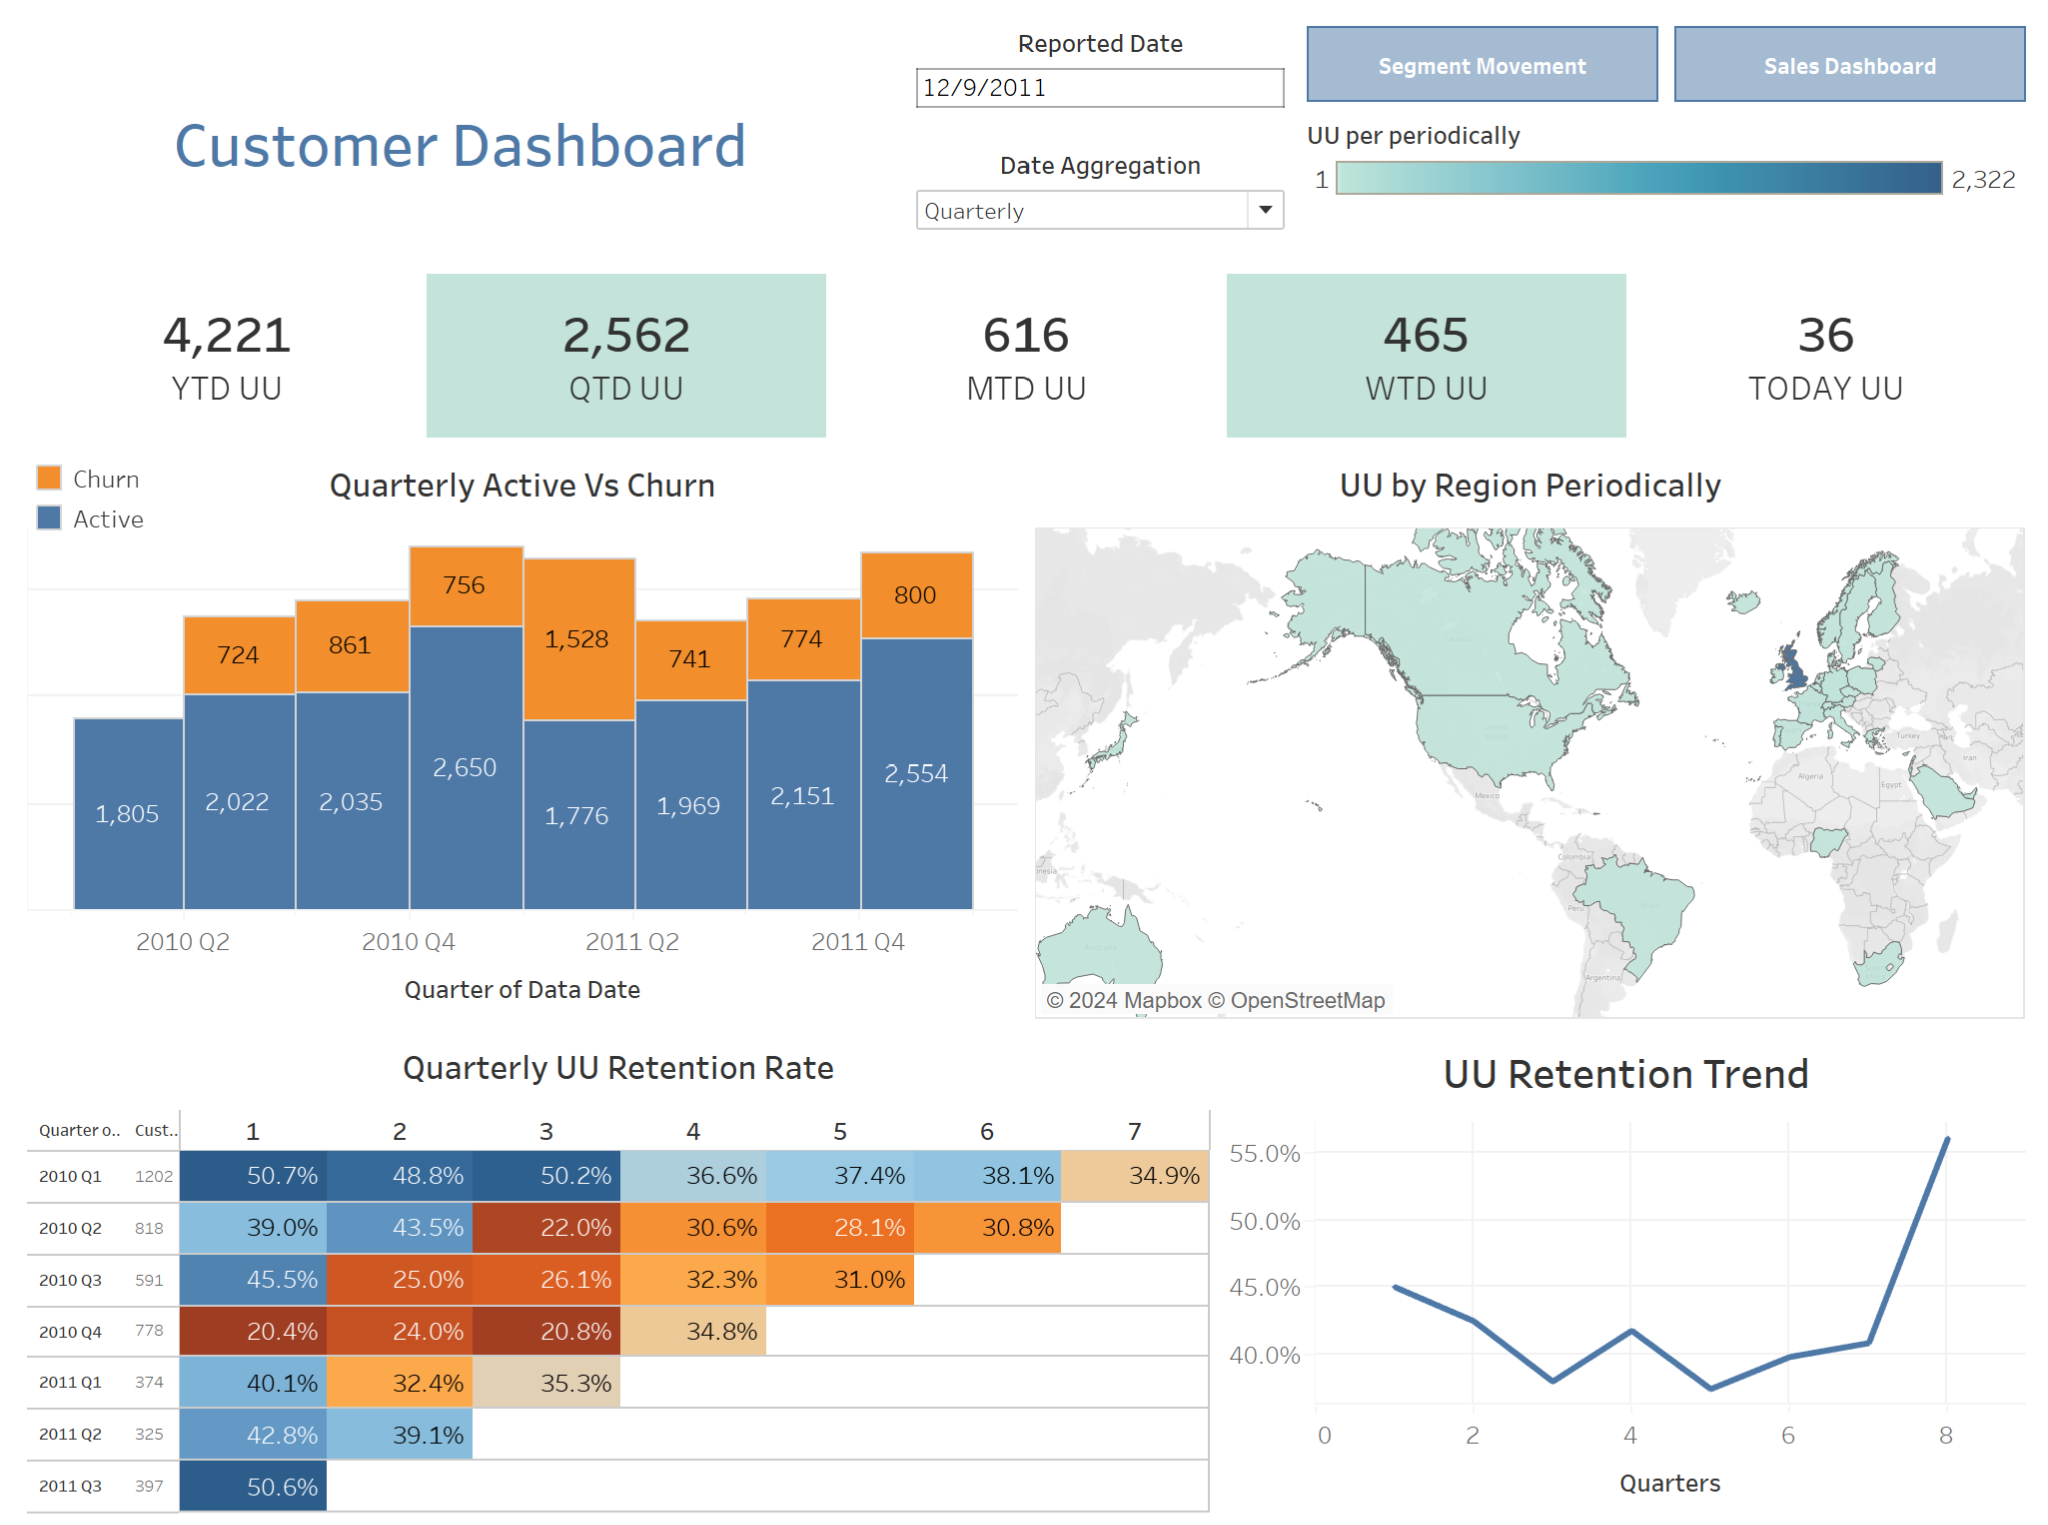 Customer Dashboard
Reported Date
12/9/2011
Date Aggregation
Quarterly
Segment Movement
Sales Dashboard
UU per periodically
1 2,322
4,221
YTD UU
2,562
QTD UU
616
MTD UU
465
WTD UU
36
TODAY UU
Churn
Active
Quarterly Active Vs Churn
724
861
756
1,528
741
774
800
1,805
2,022
2,035
2,650
1,776
1,969
2,151
2,554
2010 Q2 2010 Q4 2011 Q2 2011 Q4
Quarter of Data Date
UU by Region Periodically
Turkey
Iran
Algeria
Egypt
Mexico
Colombia
Peru
Argentina
Australia
nesia
© 2024 Mapbox © OpenStreetMap
Quarterly UU Retention Rate
Quarter o.. Cust.. 1 2 3 4 5 6 7
2010 Q1 1202 50.7% 48.8% 50.2% 36.6% 37.4% 38.1% 34.9%
2010 Q2 818 39.0% 43.5% 22.0% 30.6% 28.1% 30.8%
2010 Q3 591 45.5% 25.0% 26.1% 32.3% 31.0%
2010 Q4 778 20.4% 24.0% 20.8% 34.8%
2011 Q1 374 40.1% 32.4% 35.3%
2011 Q2 325 42.8% 39.1%
2011 Q3 397 50.6%
UU Retention Trend
55.0%
50.0%
45.0%
40.0%
0 2 4 6 8
Quarters